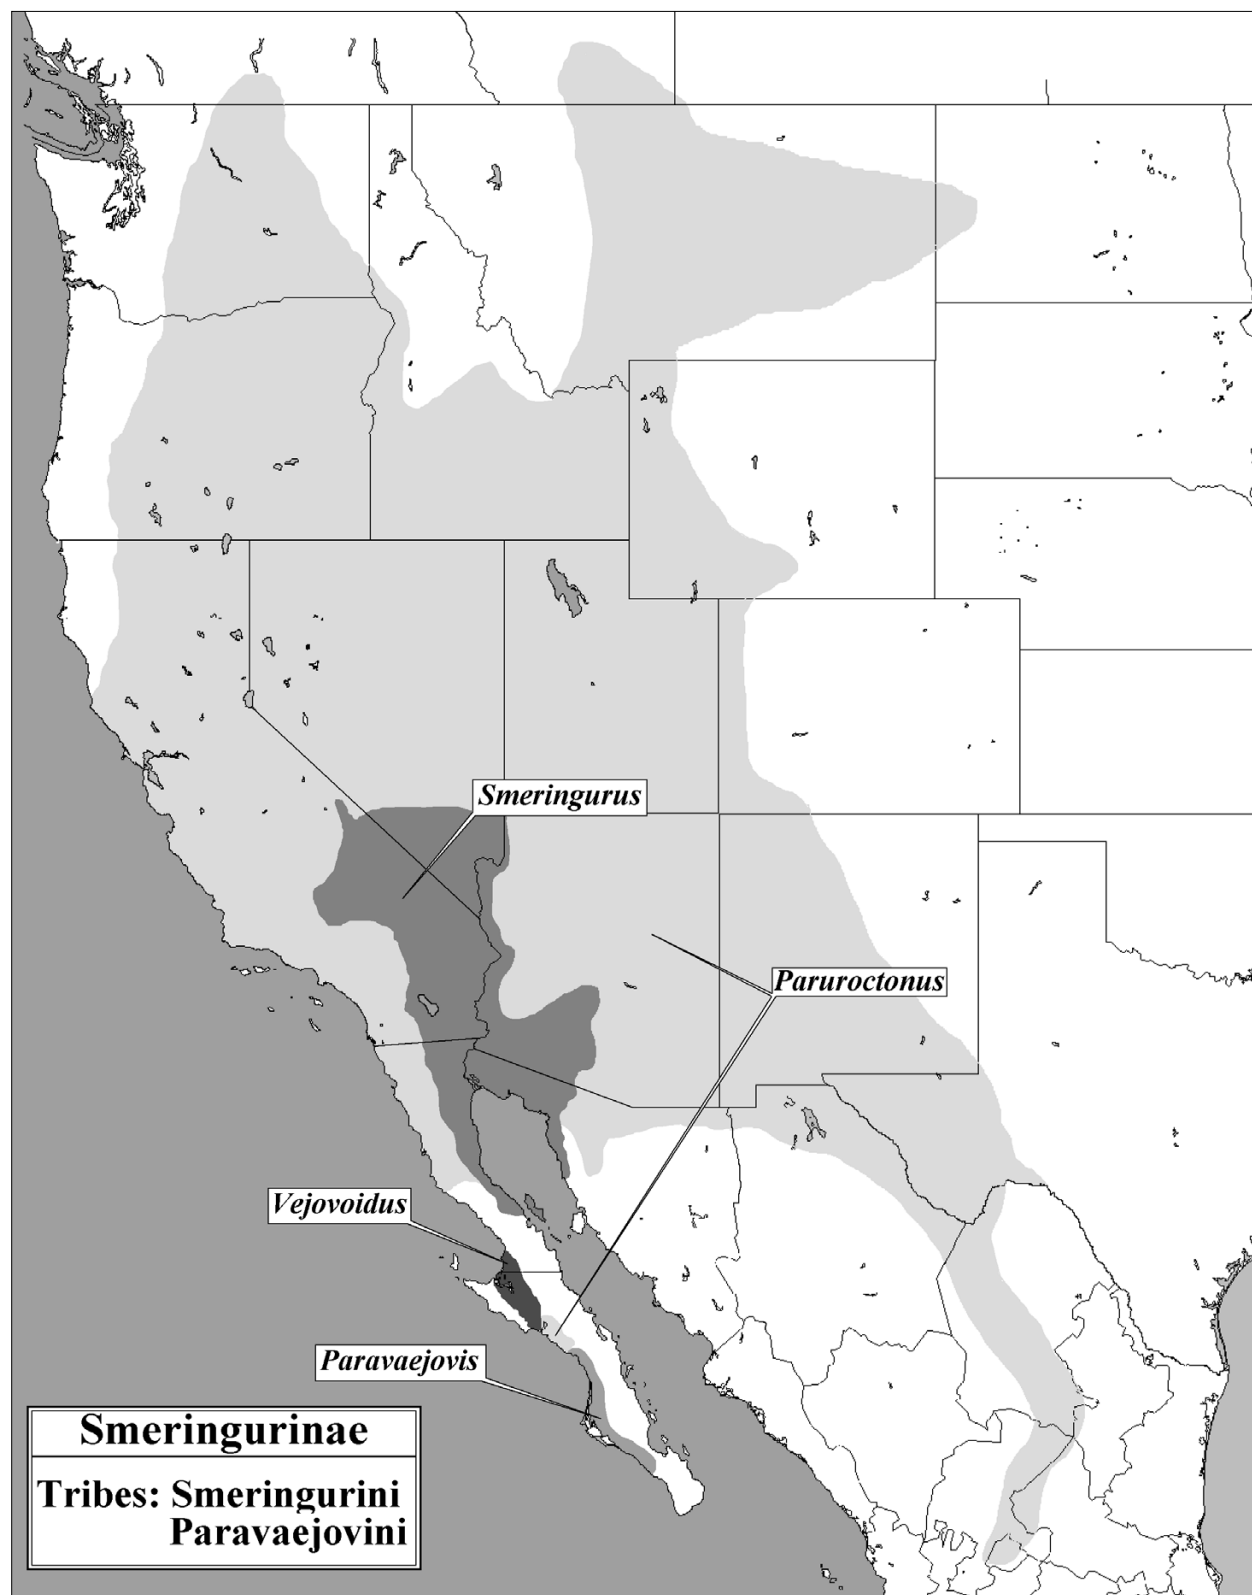 Smeringurus
Paruroctonus
Vejovoidus
Paravaejovis
Smeringurinae
Tribes: Smeringurini
Paravaejovini